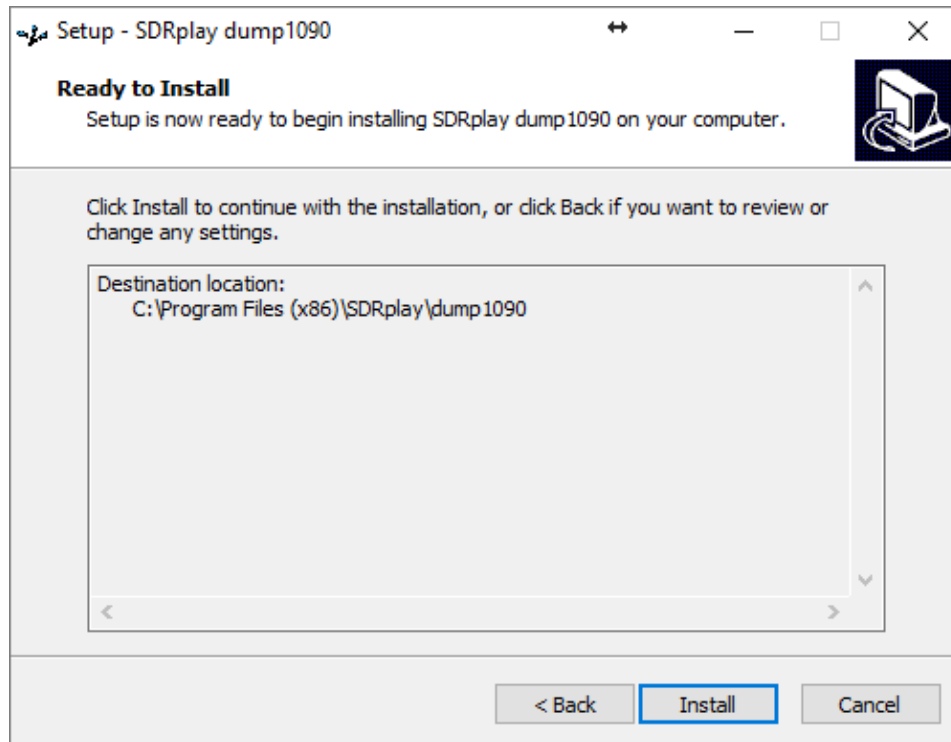 Setup - SDRplay dump1090
Ready to Install
Setup is now ready to begin installing SDRplay dump1090 on your computer.
Click Install to continue with the installation, or click Back if you want to review or
change any settings.
Destination location:
C:\Program Files (x86)\SDRplay\dump1090
< Back
Install
Cancel